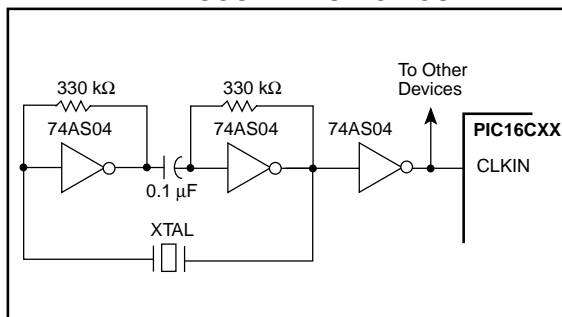 330 kΩ
330 kΩ
To Other
Devices
74AS04
74AS04
74AS04
PIC16CXX
CLKIN
0.1 µF
XTAL